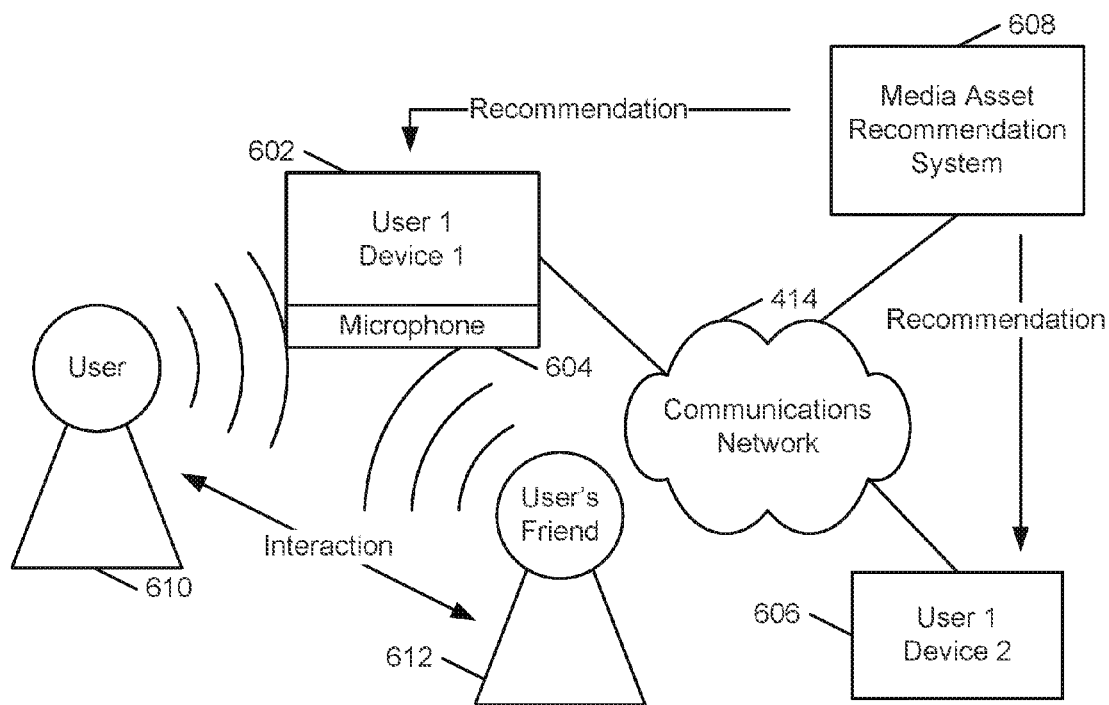 608
Media Asset
Recommendation
System
Recommendation
602
User 1
Device 1
Microphone
604
414
Recommendation
User
Communications
Network
User's
Friend
Interaction
610
612
606
User 1
Device 2